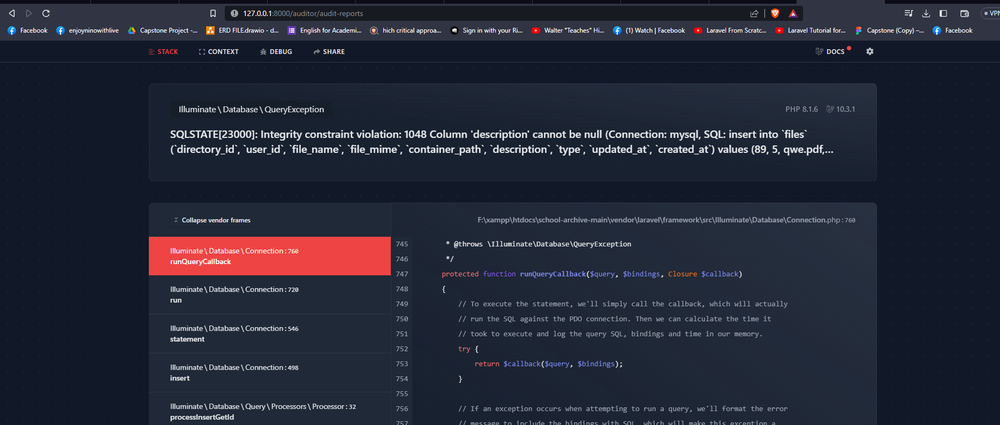 127.0.0.1:8000/auditor/audit-reports
VPN
Facebook
enjoyninowithlive
Capstone Project -...
ERD FILE.drawio - d...
English for Academi...
hich critical approa...
Sign in with your Ri...
Walter "Teaches" Hi...
(1) Watch | Facebook
Laravel From Scratc...
Laravel Tutorial for...
Capstone (Copy) –...
Facebook
STACK
CONTEXT
DEBUG
SHARE
DOCS
Illuminate\Database\QueryException
PHP 8.1.6
10.3.1
SQLSTATE[23000]: Integrity constraint violation: 1048 Column 'description' cannot be null (Connection: mysql, SQL: insert into `files`
(`directory_id`, `user_id`, `file_name`, `file_mime`, `container_path`, `description`, `type`, `updated_at`, `created_at`) values (89, 5, qwe.pdf,...
Collapse vendor frames
Illuminate\Database\Connection:760
runQueryCallback
Illuminate\Database\Connection:720
run
Illuminate\Database\Connection:546
statement
Illuminate\Database\Connection:498
insert
Illuminate\Database\Query\Processors\Processor:32
processInsertGetId
F:\xampp\htdocs\school-archive-main\vendor\laravel\framework\src\Illuminate\Database\Connection.php:760
745 * @throws \Illuminate\Database\QueryException
746 */
747 protected function runQueryCallback($query, $bindings, Closure $callback)
748 {
749 // To execute the statement, we'll simply call the callback, which will actually
750 // run the SQL against the PDO connection. Then we can calculate the time it
751 // took to execute and log the query SQL, bindings and time in our memory.
752 try {
753 return $callback($query, $bindings);
754 }
755
756 // If an exception occurs when attempting to run a query, we'll format the error
757 // message to include the bindings with SQL, which will make this exception a